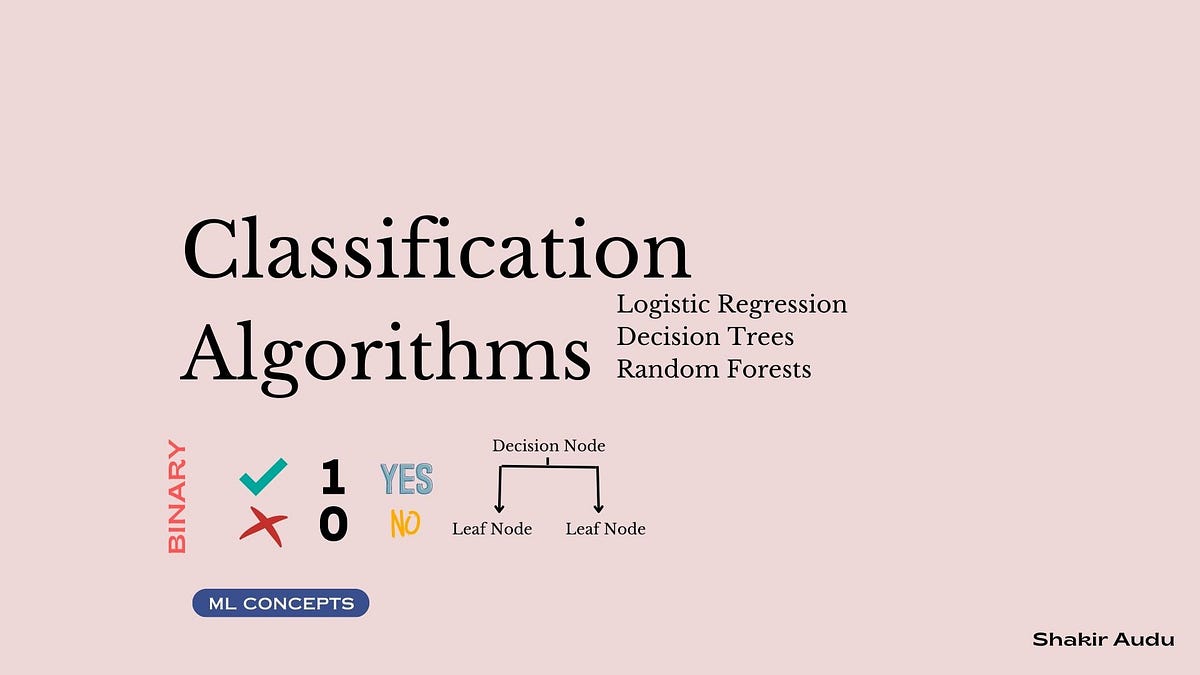 Classification
Algorithms
Logistic Regression
Decision Trees
Random Forests
BINARY
1
0
YES
NO
Decision Node
Leaf Node Leaf Node
ML CONCEPTS
Shakir Audu